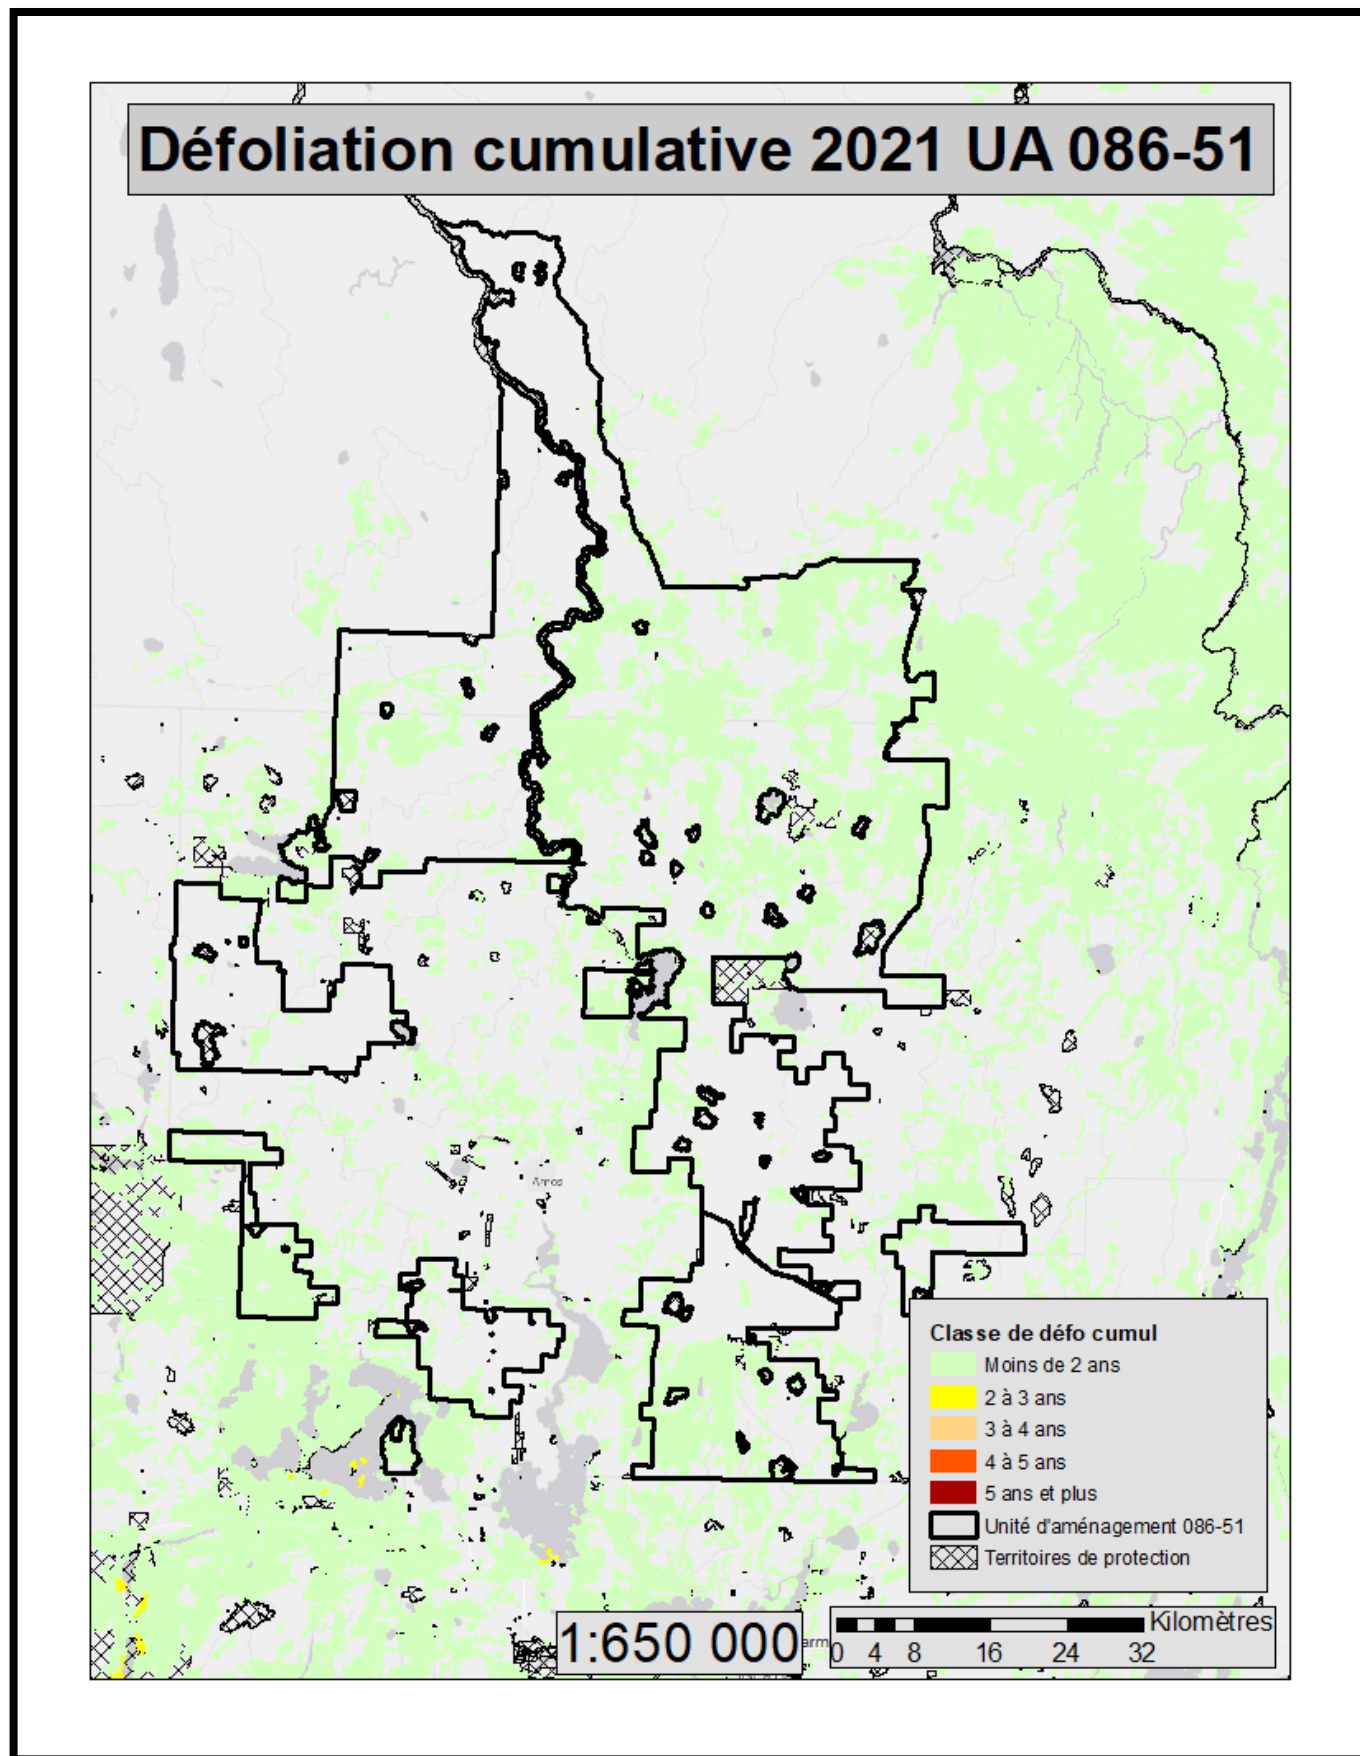 Défoliation cumulative 2021 UA 086-51
Amos
Classe de défo cumul
Moins de 2 ans
2 à 3 ans
3 à 4 ans
4 à 5 ans
5 ans et plus
Unité d'aménagement 086-51
Territoires de protection
1:650 000
arm
Kilomètres
0 4 8 16 24 32